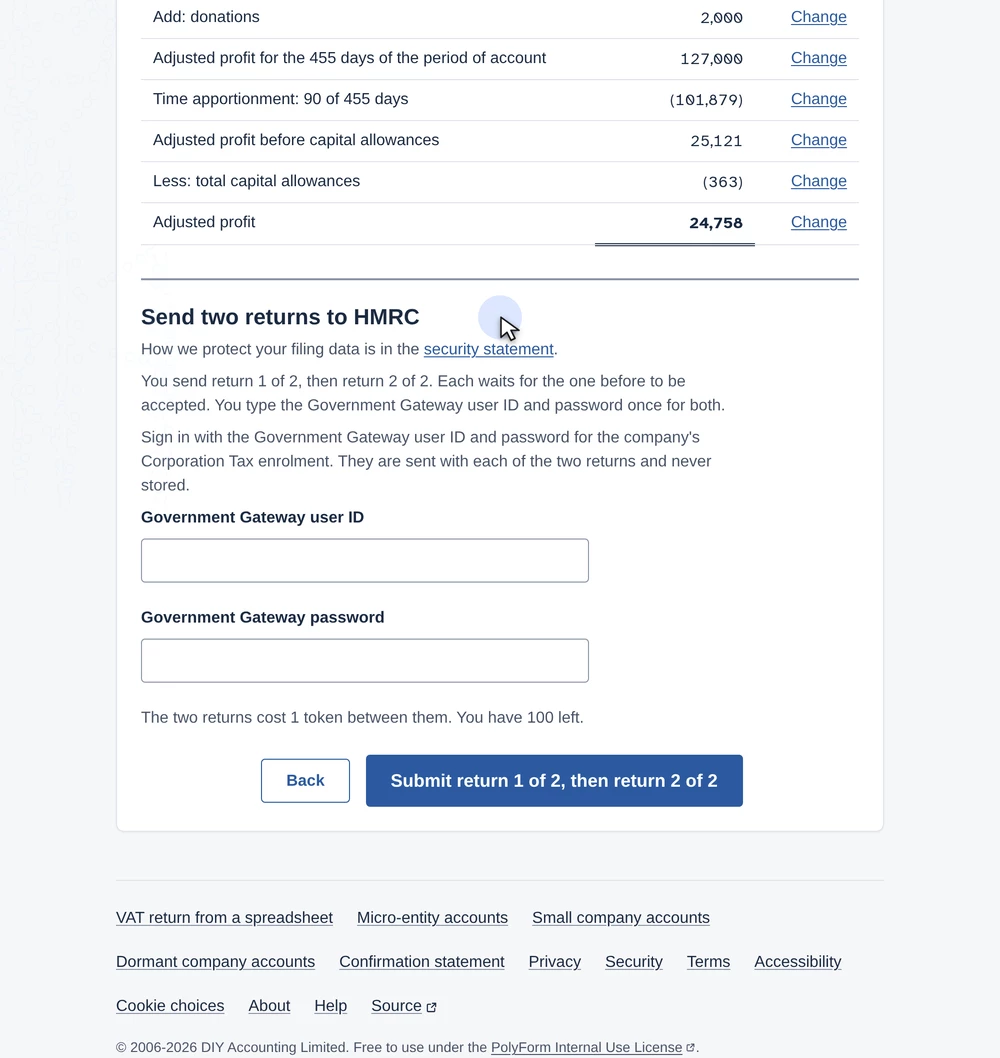 Add: donations 2,000 Change
Adjusted profit for the 455 days of the period of account 127,000 Change
Time apportionment: 90 of 455 days (101,879) Change
Adjusted profit before capital allowances 25,121 Change
Less: total capital allowances (363) Change
Adjusted profit 24,758 Change
Send two returns to HMRC
How we protect your filing data is in the security statement.
You send return 1 of 2, then return 2 of 2. Each waits for the one before to be
accepted. You type the Government Gateway user ID and password once for both.
Sign in with the Government Gateway user ID and password for the company's
Corporation Tax enrolment. They are sent with each of the two returns and never
stored.
Government Gateway user ID
Government Gateway password
The two returns cost 1 token between them. You have 100 left.
Back Submit return 1 of 2, then return 2 of 2
VAT return from a spreadsheet Micro-entity accounts Small company accounts
Dormant company accounts Confirmation statement Privacy Security Terms Accessibility
Cookie choices About Help Source
© 2006-2026 DIY Accounting Limited. Free to use under the PolyForm Internal Use License.